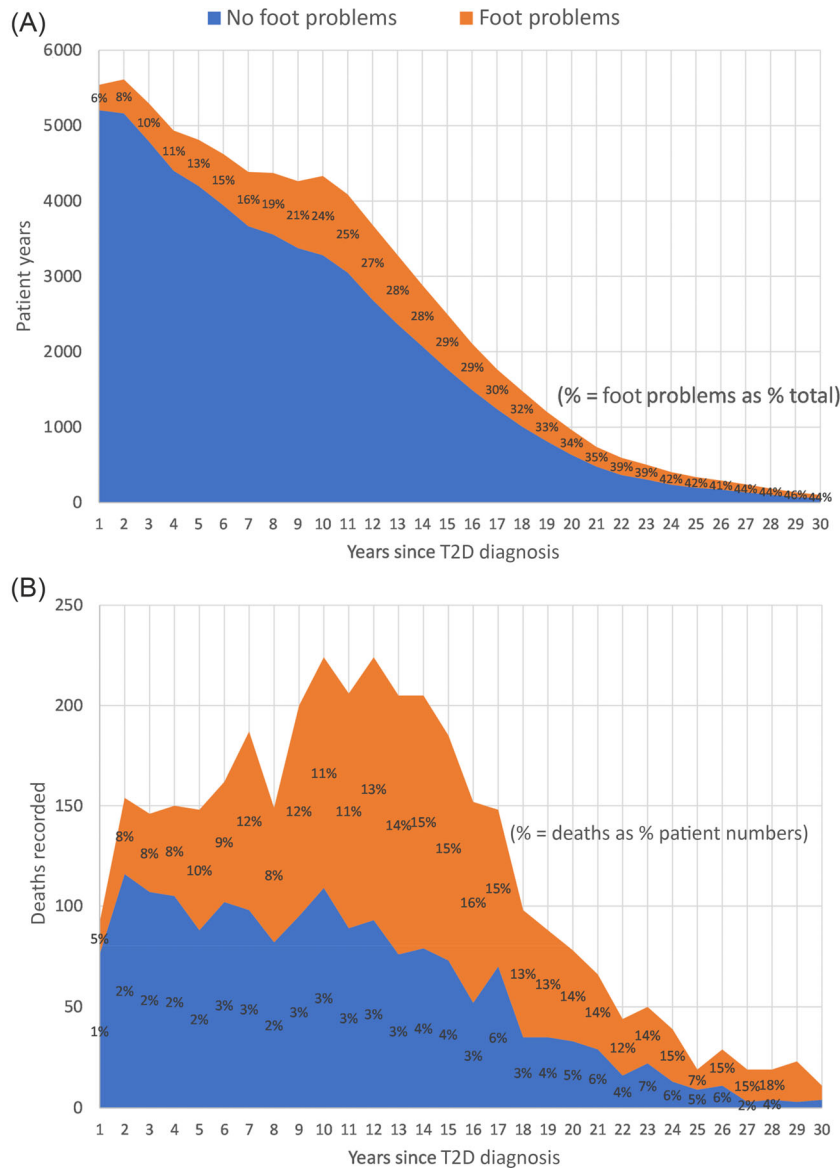 (A)
No foot problems Foot problems
6000
5000
4000
3000
2000
1000
0
Patient years
6% 8% 10% 11% 13% 15% 16% 19% 21% 24% 25% 27% 28% 28% 29% 29% 30% 32% 33% 34% 35% 39% 39% 42% 42% 41% 44% 44% 46% 44%
(% = foot problems as % total)
1 2 3 4 5 6 7 8 9 10 11 12 13 14 15 16 17 18 19 20 21 22 23 24 25 26 27 28 29 30
Years since T2D diagnosis
(B)
250
200
150
100
50
0
Deaths recorded
5% 8% 8% 8% 10% 9% 12% 8% 12% 11% 11% 13% 14% 15% 15% 16% 15% 13% 13% 14% 14% 12% 14% 15% 7% 15% 15% 18%
(% = deaths as % patient numbers)
1% 2% 2% 2% 2% 3% 3% 2% 3% 3% 3% 3% 3% 4% 4% 3% 6% 3% 4% 5% 6% 4% 7% 6% 5% 6% 2% 4%
1 2 3 4 5 6 7 8 9 10 11 12 13 14 15 16 17 18 19 20 21 22 23 24 25 26 27 28 29 30
Years since T2D diagnosis